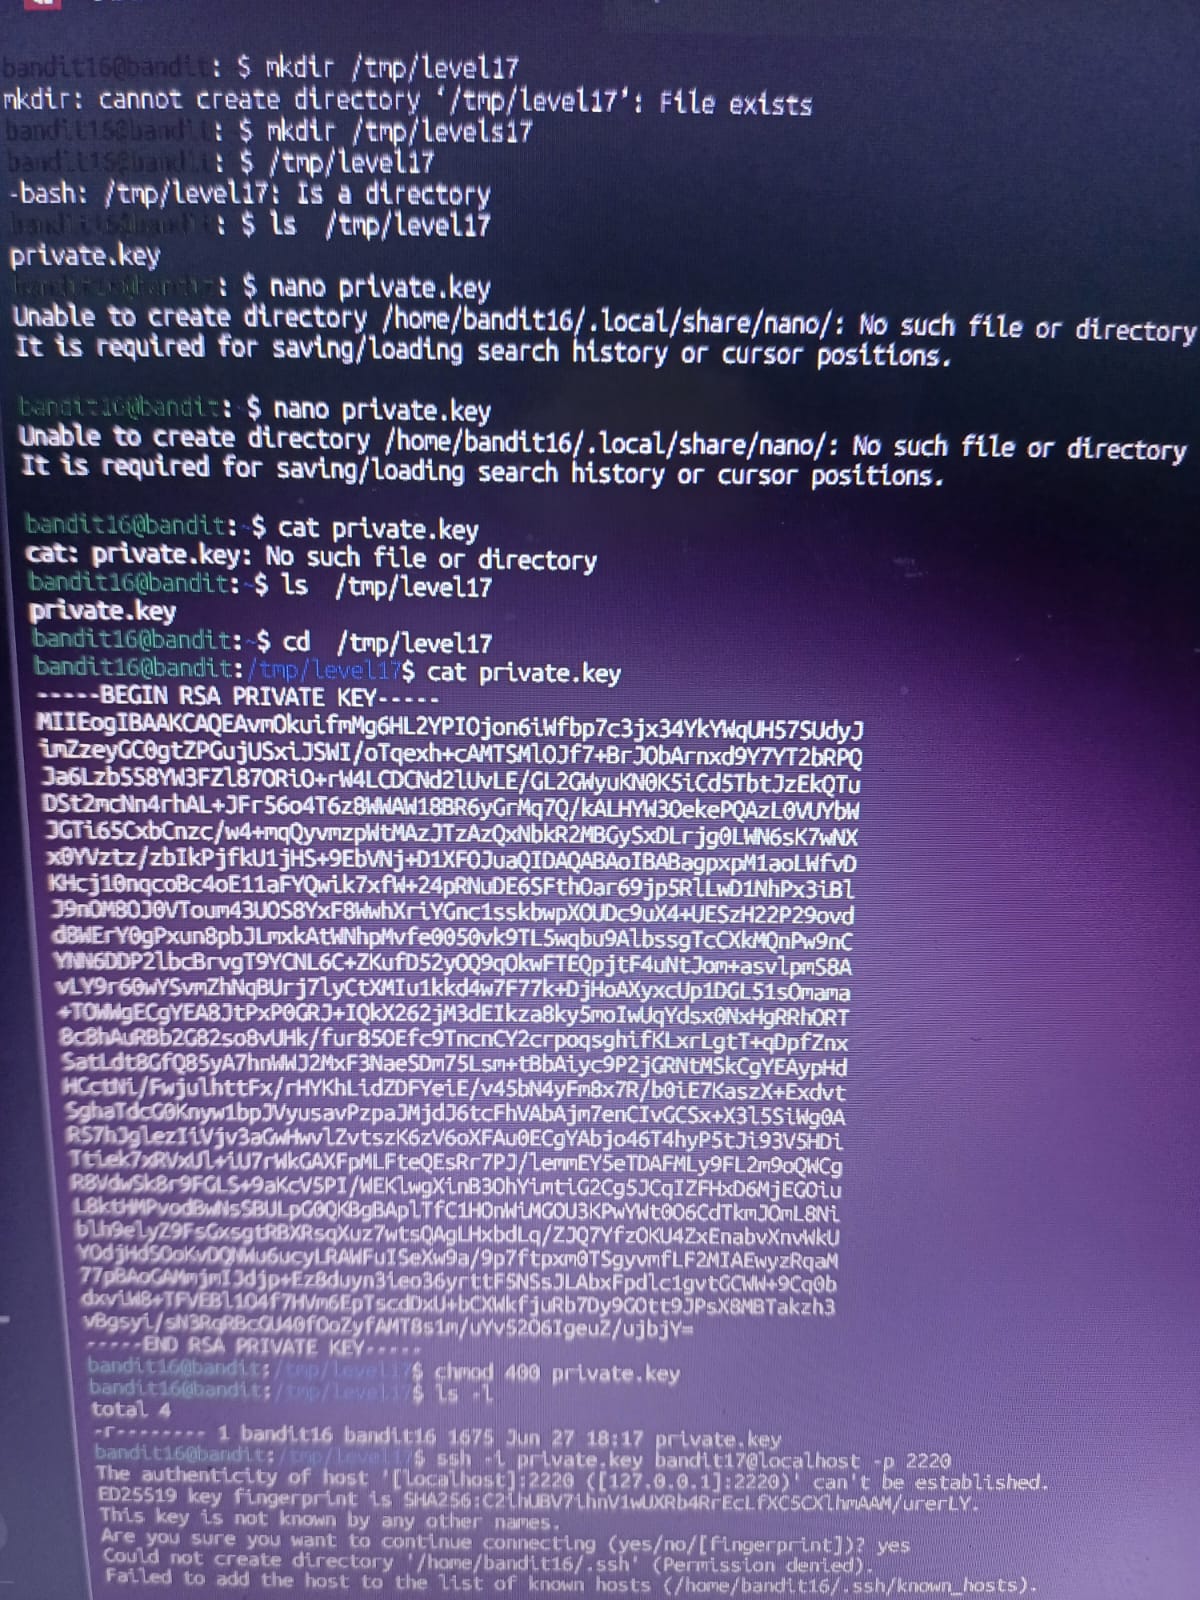 bandit16@bandit: $ mkdir /tmp/level17
mkdir: cannot create directory ‘/tmp/level17’: File exists
bandit16@bandit: $ mkdir /tmp/levels17
bandit16@bandit: $ /tmp/level17
-bash: /tmp/level17: Is a directory
bandit16@bandit: $ ls  /tmp/level17
private.key
bandit16@bandit: $ nano private.key
Unable to create directory /home/bandit16/.local/share/nano/: No such file or directory
It is required for saving/loading search history or cursor positions.
bandit16@bandit: $ nano private.key
Unable to create directory /home/bandit16/.local/share/nano/: No such file or directory
It is required for saving/loading search history or cursor positions.
bandit16@bandit:~$ cat private.key
cat: private.key: No such file or directory
bandit16@bandit:~$ ls  /tmp/level17
private.key
bandit16@bandit:~$ cd  /tmp/level17
bandit16@bandit:/tmp/level17$ cat private.key
-----BEGIN RSA PRIVATE KEY-----
MIIEogIBAAKCAQEAvmOkuifmMg6HL2YPIOjon6iWfbp7c3jx34YkYWqUH57SUdyJ
imZzeyGC0gtZPGujUSxiJSWI/oTqexh+cAMTSMlOJf7+BrJObArnxd9Y7YT2bRPQ
Ja6Lzb558YW3FZl87ORiO+rW4LCDCNd2lUvLE/GL2GWyuKN0K5iCd5TbtJzEkQTu
DSt2mcNn4rhAL+JFr56o4T6z8WWAW18BR6yGrMq7Q/kALHYW3OekePQAzL0VUYbW
JGTi65CxbCnzc/w4+mqQyvmzpWtMAzJTzAzQxNbkR2MBGySxDLrjg0LWN6sK7wNX
x0YVztz/zbIkPjfkU1jHS+9EbVNj+D1XFOJuaQIDAQABAoIBABagpxpM1aoLWfvD
KHcj10nqcoBc4oE11aFYQwik7xfW+24pRNuDE6SFthOar69jp5RlLwD1NhPx3iBl
J9nOM8OJ0VToum43UOS8YxF8WwhXriYGnc1sskbwpXOUDc9uX4+UESzH22P29ovd
d8WErY0gPxun8pbJLmxkAtWNhpMvfe0050vk9TL5wqbu9AlbssgTcCXkMQnPw9nC
YNN6DDP2lbcBrvgT9YCNL6C+ZKufD52yOQ9qOkwFTEQpjtF4uNtJom+asvlpmS8A
vLY9r60wYSvmZhNqBUrj7lyCtXMIu1kkd4w7F77k+DjHoAXyxcUp1DGL51sOmama
+TOWWgECgYEA8JtPxP0GRJ+IQkX262jM3dEIkza8ky5moIwUqYdsx0NxHgRRhORT
8c8hAuRBb2G82so8vUHk/fur85OEfc9TncnCY2crpoqsghifKLxrLgtT+qDpfZnx
SatLdt8GfQ85yA7hnWWJ2MxF3NaeSDm75Lsm+tBbAiyc9P2jGRNtMSkCgYEAypHd
HCctNi/FwjulhttFx/rHYKhLidZDFYeiE/v45bN4yFm8x7R/b0iE7KaszX+Exdvt
SghaTdcG0Knyw1bpJVyusavPzpaJMjdJ6tcFhVAbAjm7enCIvGCSx+X3l5SiWg0A
R57hJglezIiVjv3aGwHwvlZvtszK6zV6oXFAu0ECgYAbjo46T4hyP5tJi93V5HDi
Ttiek7xRVxUl+iU7rWkGAXFpMLFteQEsRr7PJ/lemmEY5eTDAFMLy9FL2m9oQWCg
R8VdwSk8r9FGLS+9aKcV5PI/WEKlwgXinB3OhYimtiG2Cg5JCqIZFHxD6MjEGOiu
L8ktHMPvodBwNsSBULpG0QKBgBAplTfC1HOnWiMGOU3KPwYWt0O6CdTkmJOmL8Ni
blh9elyZ9FsGxsgtRBXRsqXuz7wtsQAgLHxbdLq/ZJQ7YfzOKU4ZxEnabvXnvWkU
YOdjHdSOoKvDQNWu6ucyLRAWFuISeXw9a/9p7ftpxm0TSgyvmfLF2MIAEwyzRqaM
77pBAoGAMmjmIJdjp+Ez8duyn3ieo36yrttF5NSsJLAbxFpdlc1gvtGCWW+9Cq0b
dxviW8+TFVEBl1O4f7HVm6EpTscdDxU+bCXWkfjuRb7Dy9GOtt9JPsX8MBTakzh3
vBgsyi/sN3RqRBcGU40fOoZyfAMT8s1m/uYv52O6IgeuZ/ujbjY=
-----END RSA PRIVATE KEY-----
bandit16@bandit:/tmp/level17$ chmod 400 private.key
bandit16@bandit:/tmp/level17$ ls -l
total 4
-r-------- 1 bandit16 bandit16 1675 Jun 27 18:17 private.key
bandit16@bandit:/tmp/level17$ ssh -i private.key bandit17@localhost -p 2220
The authenticity of host '[localhost]:2220 ([127.0.0.1]:2220)' can't be established.
ED25519 key fingerprint is SHA256:C2ihUBV7ihnV1wUXRb4RrEcLfXC5CXlhmAAM/urerLY.
This key is not known by any other names.
Are you sure you want to continue connecting (yes/no/[fingerprint])? yes
Could not create directory '/home/bandit16/.ssh' (Permission denied).
Failed to add the host to the list of known hosts (/home/bandit16/.ssh/known_hosts).